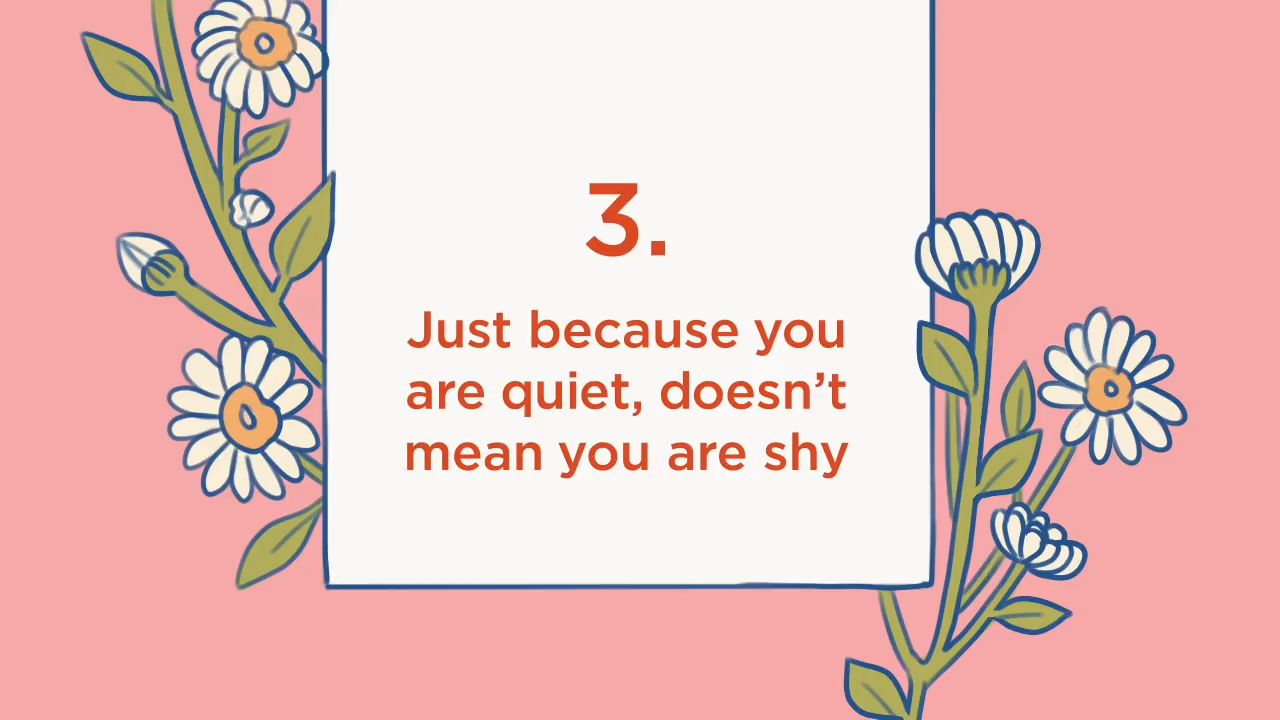 3.
Just because you
are quiet, doesn’t
mean you are shy